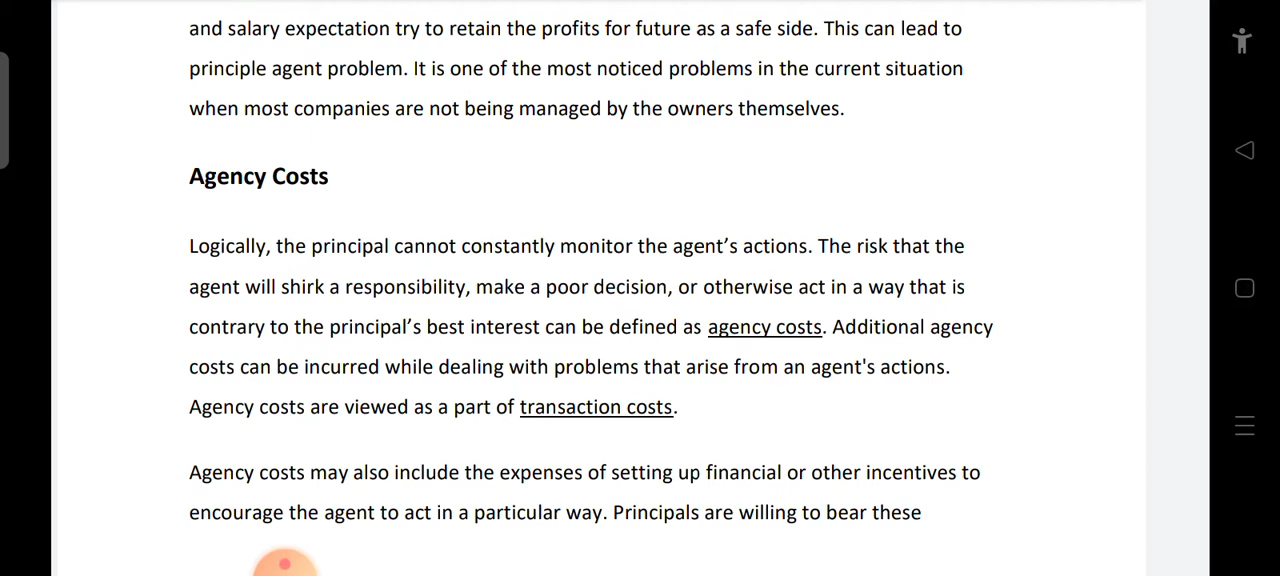 and salary expectation try to retain the profits for future as a safe side. This can lead to
principle agent problem. It is one of the most noticed problems in the current situation
when most companies are not being managed by the owners themselves.
Agency Costs
Logically, the principal cannot constantly monitor the agent’s actions. The risk that the
agent will shirk a responsibility, make a poor decision, or otherwise act in a way that is
contrary to the principal’s best interest can be defined as agency costs. Additional agency
costs can be incurred while dealing with problems that arise from an agent's actions.
Agency costs are viewed as a part of transaction costs.
Agency costs may also include the expenses of setting up financial or other incentives to
encourage the agent to act in a particular way. Principals are willing to bear these